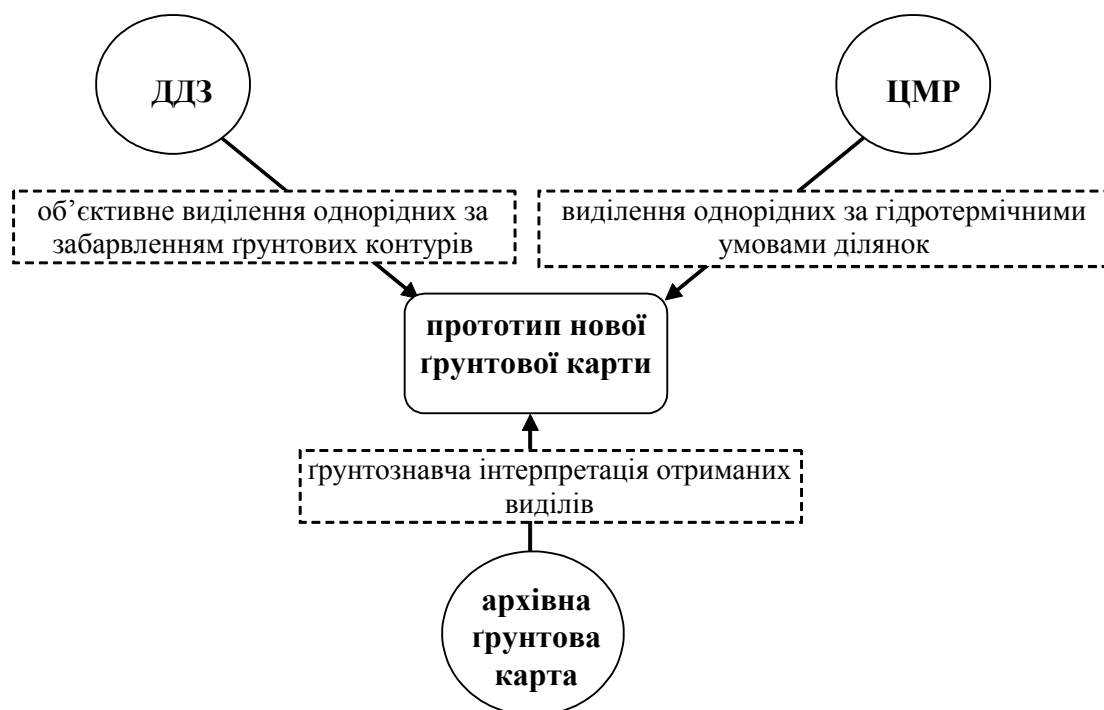 ДДЗ
ЦМР
об’єктивне виділення однорідних за
забарвленням ґрунтових контурів
виділення однорідних за гідротермічними
умовами ділянок
прототип нової
ґрунтової карти
ґрунтознавча інтерпретація отриманих
виділів
архівна
ґрунтова
карта